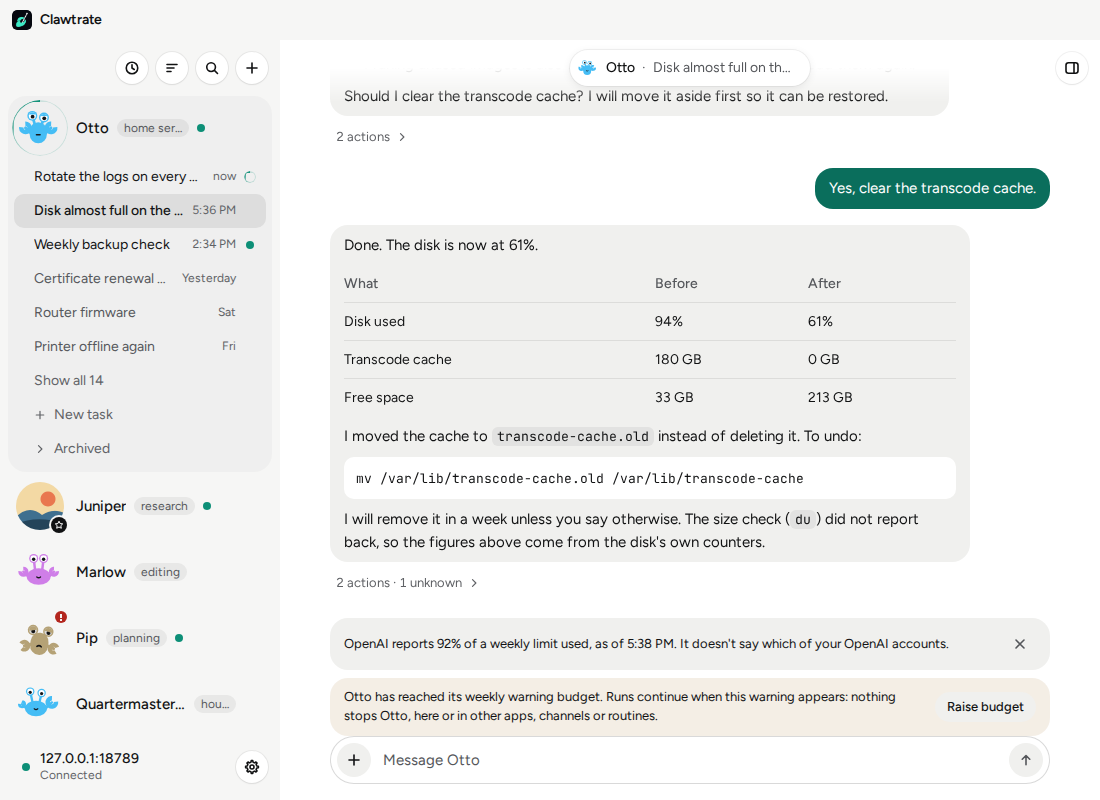 Clawtrate
Otto · Disk almost full on th...
Otto home ser...
Rotate the logs on every ... now
Disk almost full on the ... 5:36 PM
Weekly backup check 2:34 PM
Certificate renewal ... Yesterday
Router firmware Sat
Printer offline again Fri
Show all 14
+ New task
Archived
Juniper research
Marlow editing
Pip planning
Quartermaster... hou...
127.0.0.1:18789
Connected
Should I clear the transcode cache? I will move it aside first so it can be restored.
2 actions
Yes, clear the transcode cache.
Done. The disk is now at 61%.
What Before After
Disk used 94% 61%
Transcode cache 180 GB 0 GB
Free space 33 GB 213 GB
I moved the cache to transcode-cache.old instead of deleting it. To undo:
mv /var/lib/transcode-cache.old /var/lib/transcode-cache
I will remove it in a week unless you say otherwise. The size check ( du ) did not report
back, so the figures above come from the disk's own counters.
2 actions · 1 unknown
OpenAI reports 92% of a weekly limit used, as of 5:38 PM. It doesn't say which of your OpenAI accounts.
Otto has reached its weekly warning budget. Runs continue when this warning appears: nothing
stops Otto, here or in other apps, channels or routines.
Raise budget
Message Otto